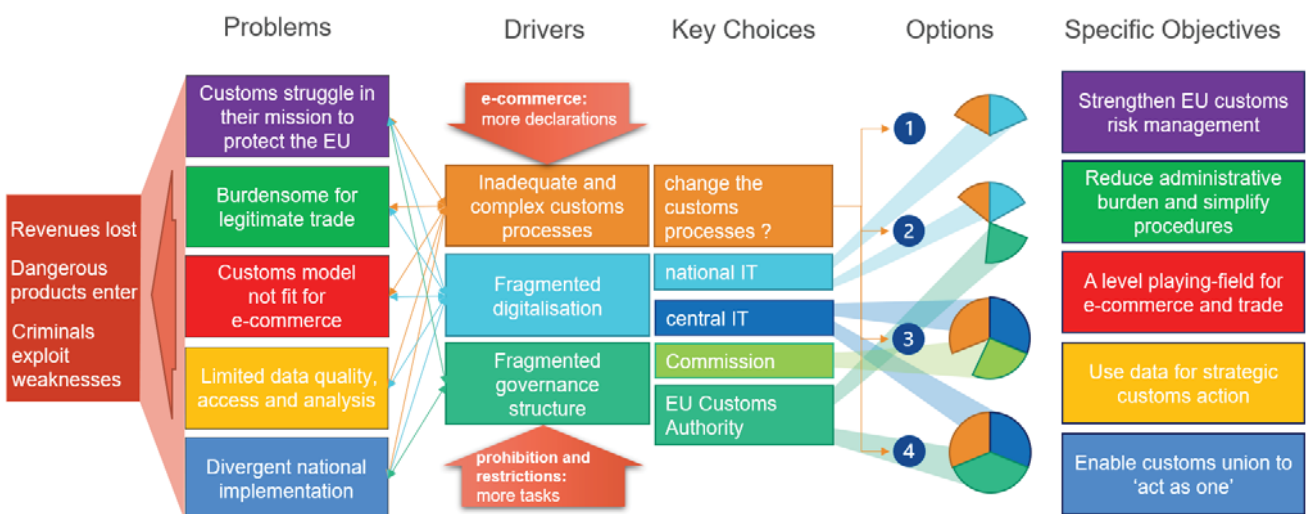 Problems
Drivers
Key Choices
Options
Specific Objectives
Revenues lost
Dangerous
products enter
Criminals
exploit
weaknesses
Customs struggle in
their mission to
protect the EU
Burdensome for
legitimate trade
Customs model
not fit for
e-commerce
Limited data quality,
access and analysis
Divergent national
implementation
e-commerce:
more declarations
Inadequate and
complex customs
processes
Fragmented
digitalisation
Fragmented
governance
structure
prohibition and
restrictions:
more tasks
change the
customs
processes ?
national IT
central IT
Commission
EU Customs
Authority
1
2
3
4
Strengthen EU customs
risk management
Reduce administrative
burden and simplify
procedures
A level playing-field for
e-commerce and trade
Use data for strategic
customs action
Enable customs union to
‘act as one’